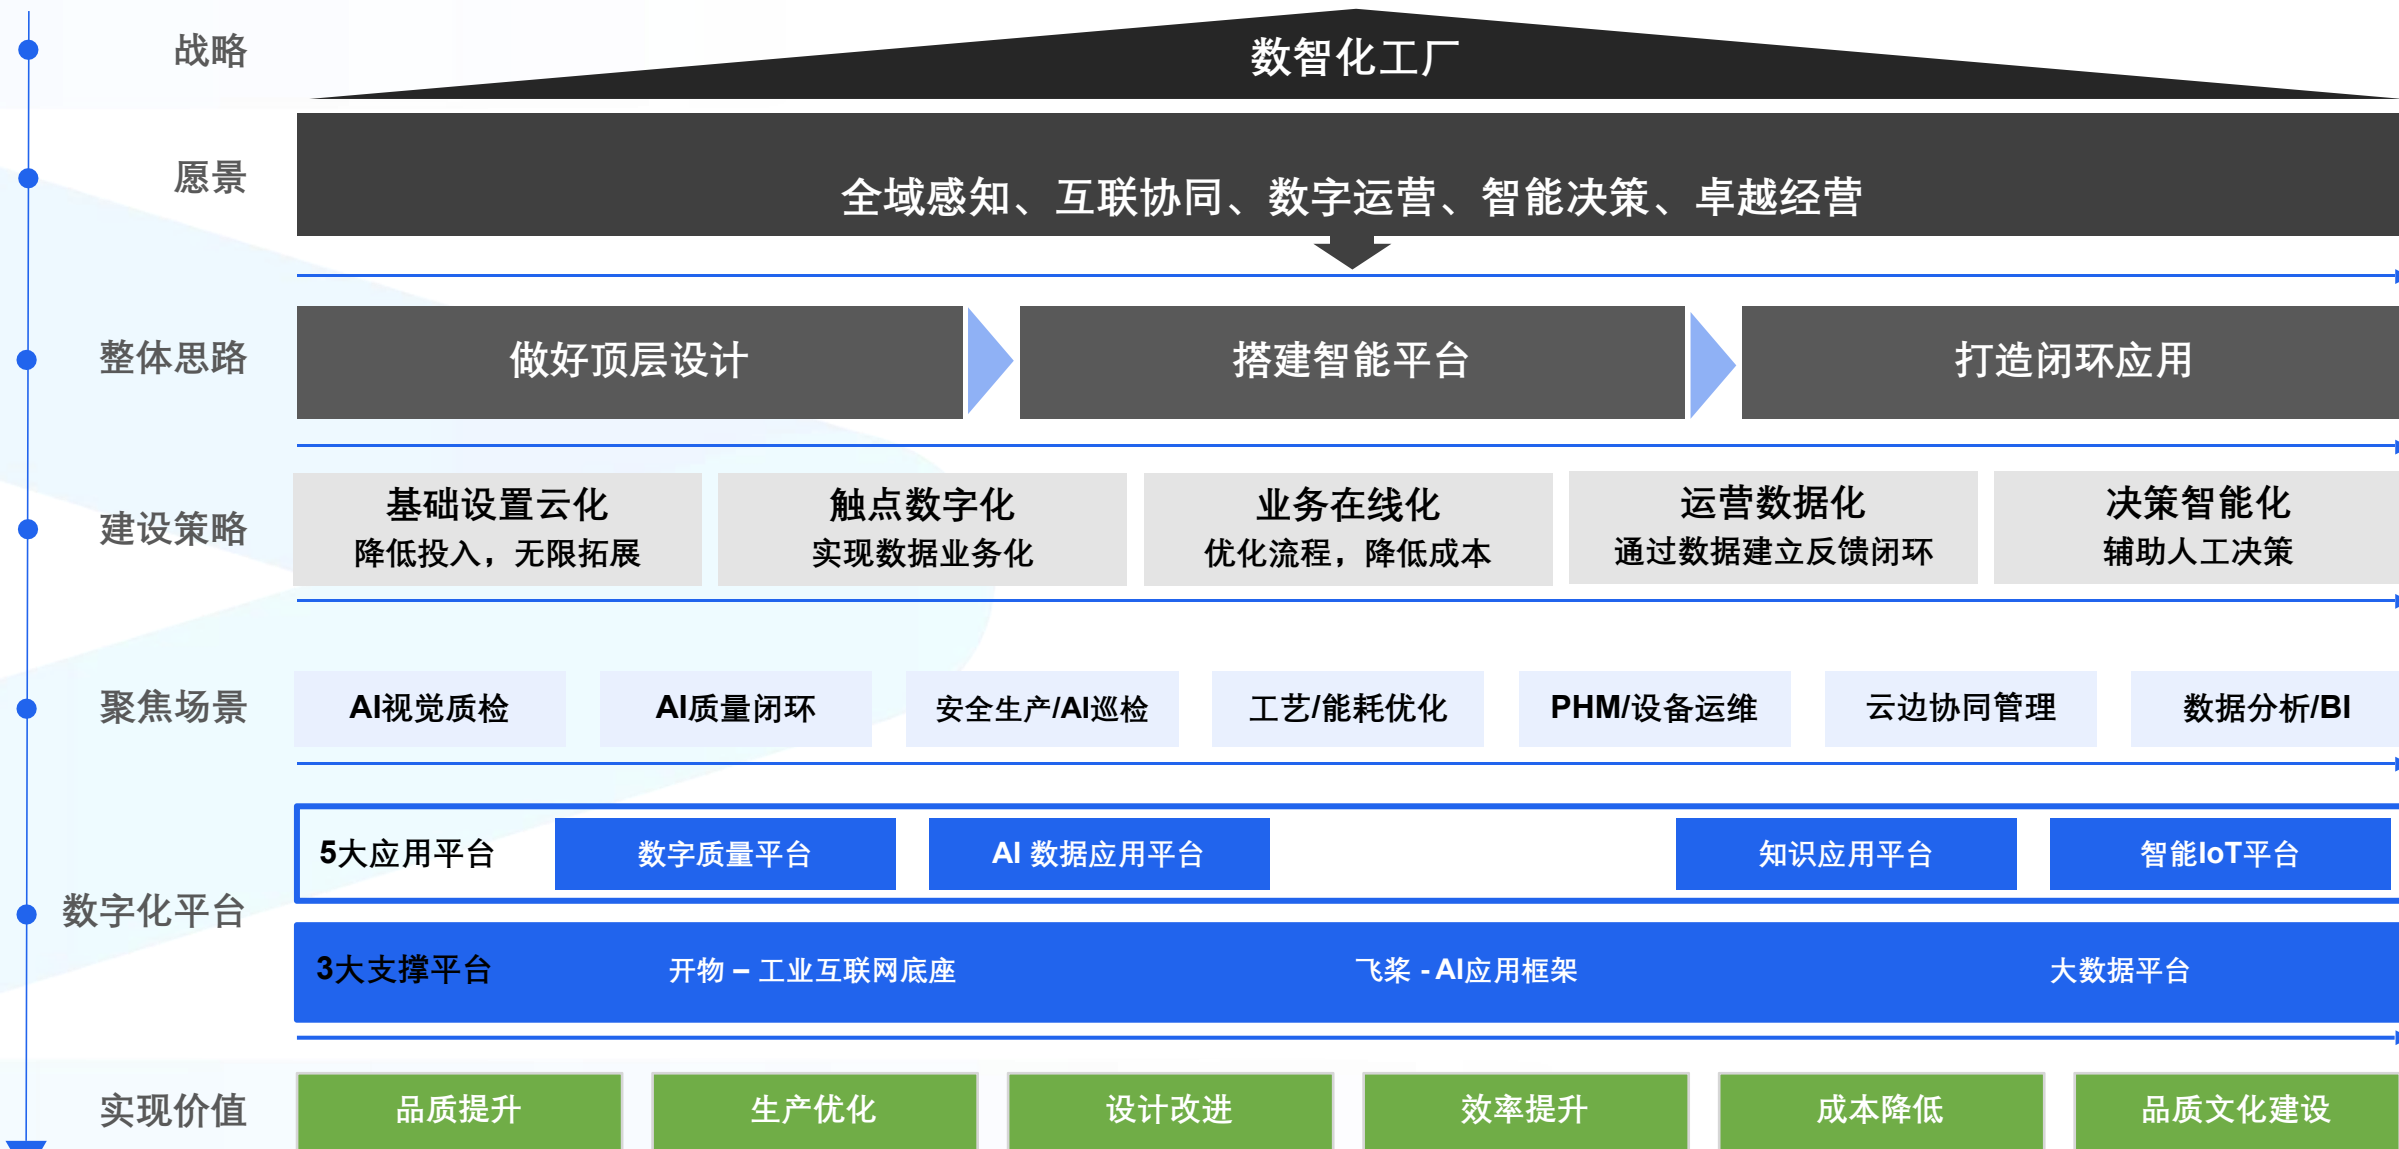 战略
数智化工厂
愿景
全域感知、互联协同、数字运营、智能决策、卓越经营
整体思路
做好顶层设计
搭建智能平台
打造闭环应用
建设策略
基础设置云化
降低投入，无限拓展
触点数字化
实现数据业务化
业务在线化
优化流程，降低成本
运营数据化
通过数据建立反馈闭环
决策智能化
辅助人工决策
聚焦场景
AI视觉质检
AI质量闭环
安全生产/AI巡检
工艺/能耗优化
PHM/设备运维
云边协同管理
数据分析/BI
数字化平台
5大应用平台
数字质量平台
AI 数据应用平台
知识应用平台
智能IoT平台
3大支撑平台
开物 – 工业互联网底座
飞桨 - AI应用框架
大数据平台
实现价值
品质提升
生产优化
设计改进
效率提升
成本降低
品质文化建设